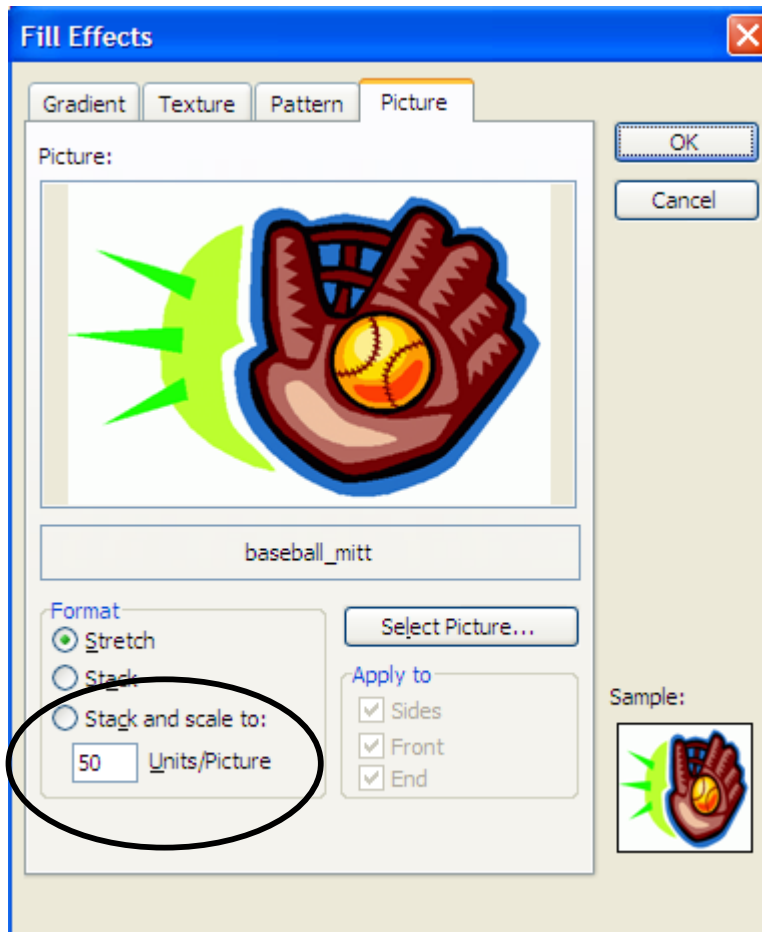 Fill Effects
Gradient Texture Pattern Picture
Picture:
OK
Cancel
baseball_mitt
Format
Stretch
Stack
Stack and scale to:
50 Units/Picture
Select Picture...
Apply to
Sides
Front
End
Sample: